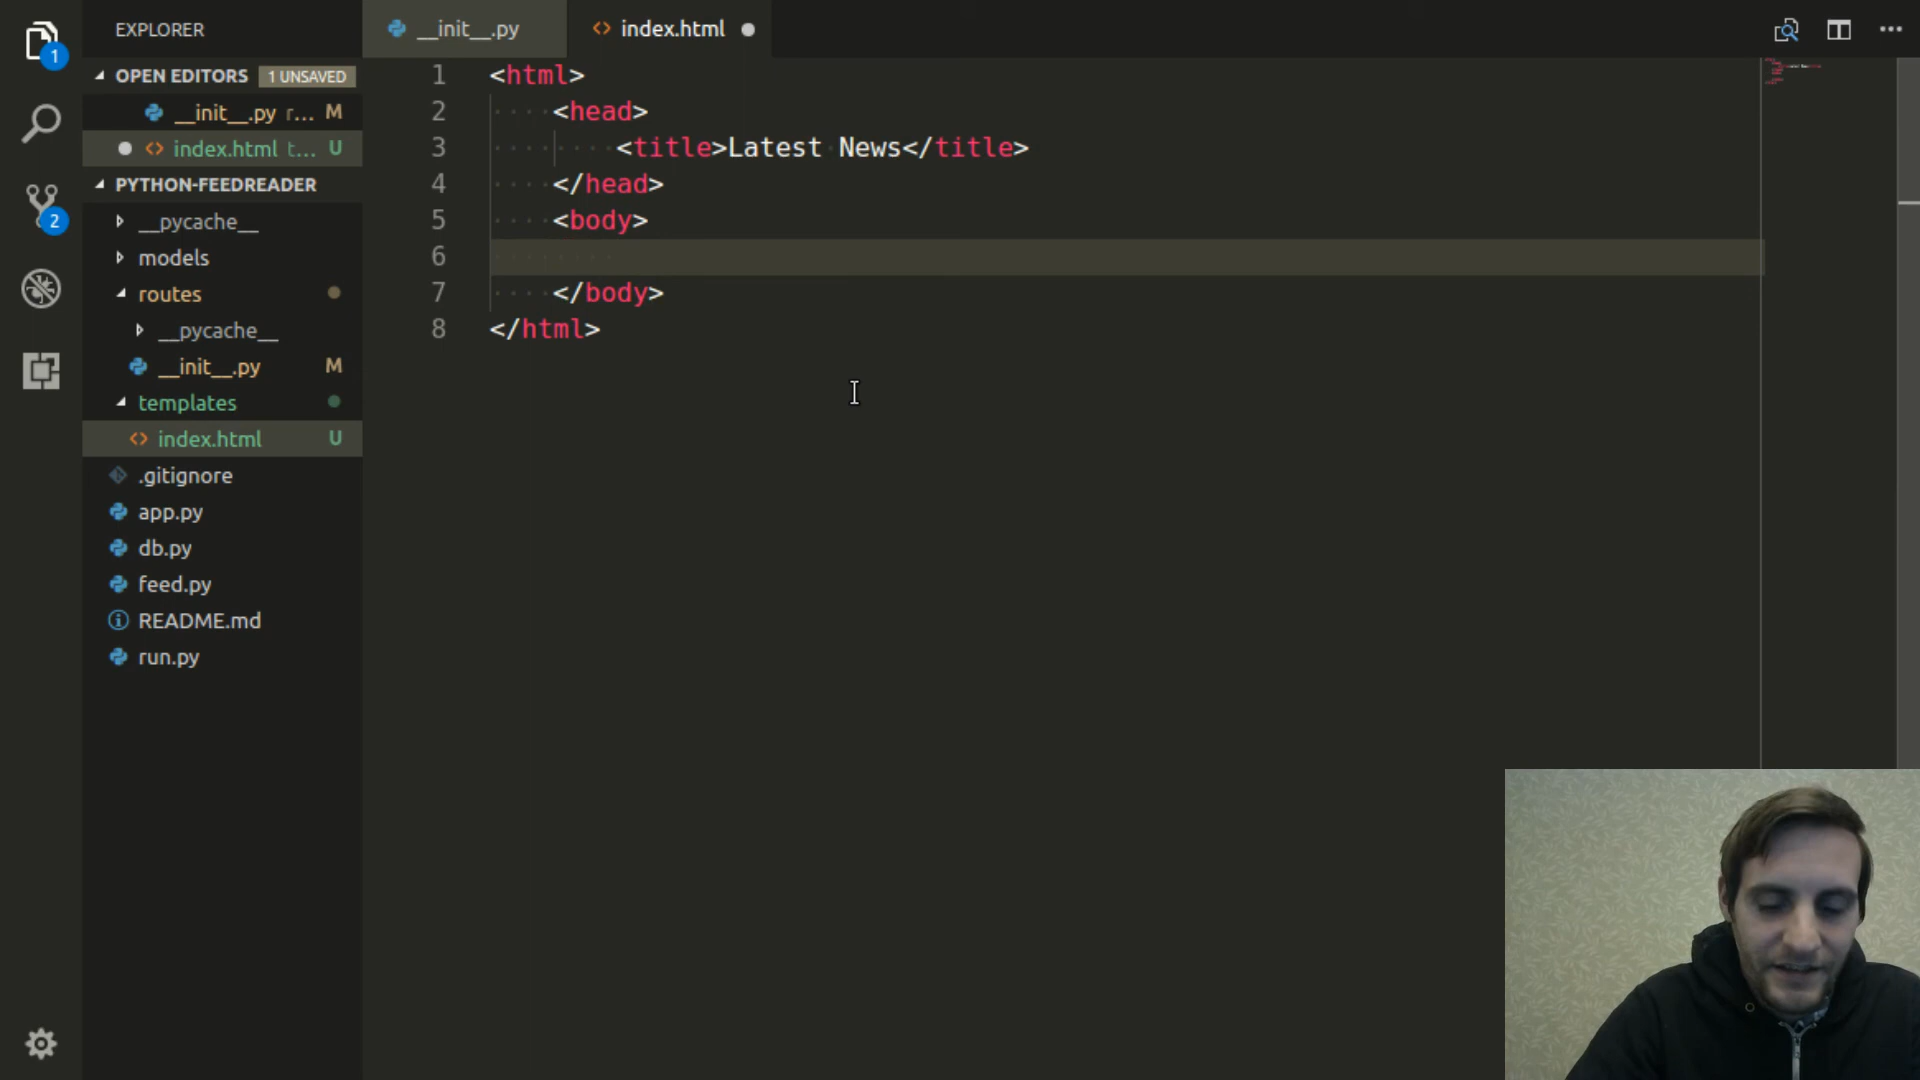 EXPLORER
OPEN EDITORS 1 UNSAVED
__init__.py r... M
index.html t... U
PYTHON-FEEDREADER
__pycache__
models
routes
__pycache__
__init__.py M
templates
index.html U
.gitignore
app.py
db.py
feed.py
README.md
run.py
1
2
__init__.py
index.html
1 <html>
2 <head>
3 <title>Latest News</title>
4 </head>
5 <body>
6
7 </body>
8 </html>